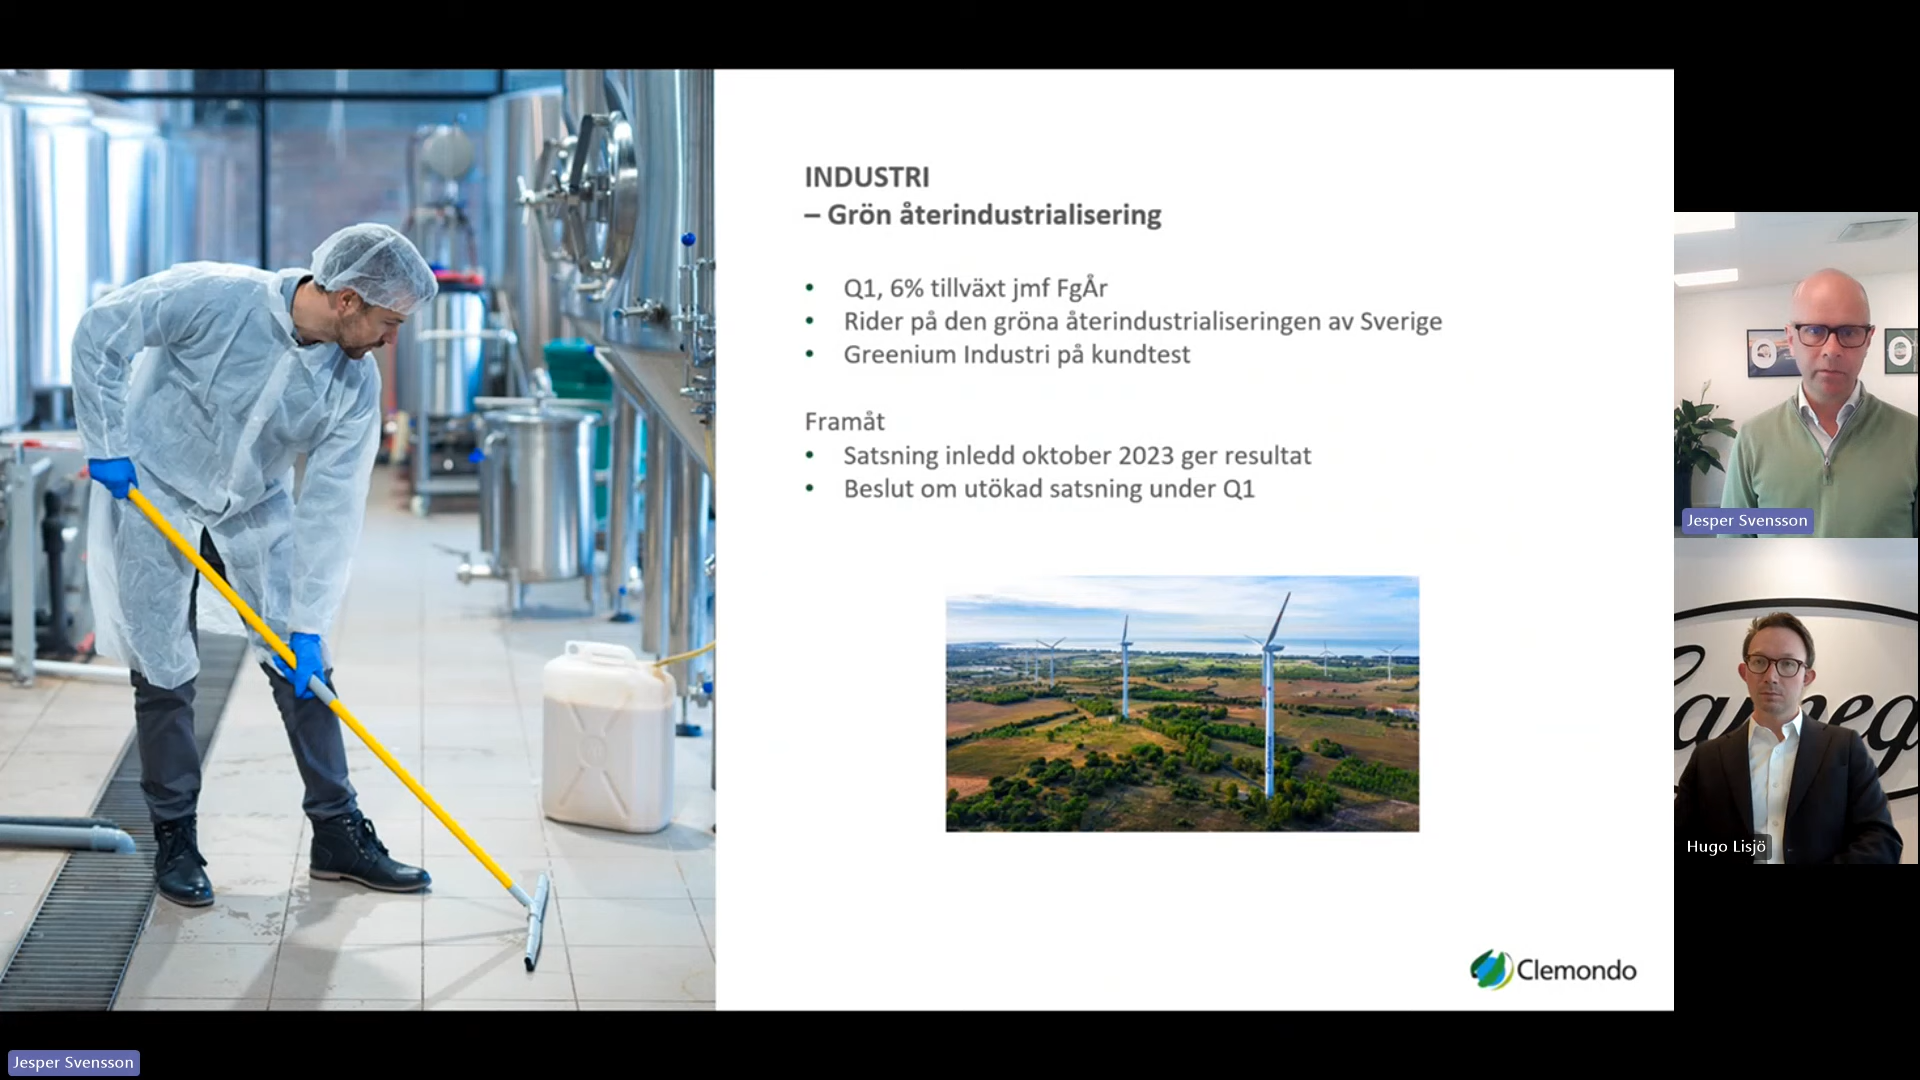 INDUSTRI
– Grön återindustrialisering
• Q1, 6% tillväxt jmf FgÅr
• Rider på den gröna återindustrialiseringen av Sverige
• Greenium Industri på kundtest
Framåt
• Satsning inledd oktober 2023 ger resultat
• Beslut om utökad satsning under Q1
Clemondo
Jesper Svensson
Hugo Lisjö
Jesper Svensson